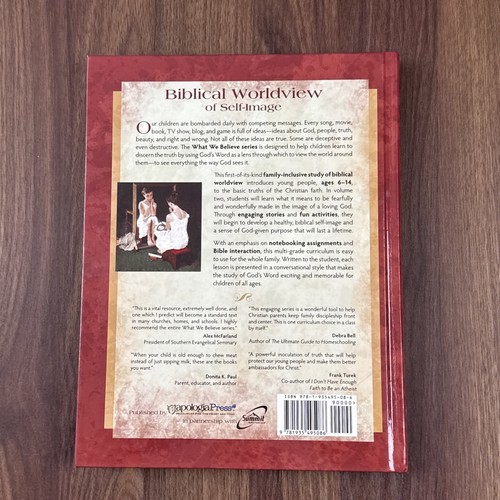 Biblical Worldview
of Self-Image
Our children are bombarded daily with competing messages. Every song, movie,
book, TV show, blog, and game is full of ideas—ideas about God, people, truth,
beauty, and right and wrong. Not all of these ideas are true. Some are deceptive and
even destructive. The What We Believe series is designed to help children learn to
discern the truth by using God's Word as a lens through which to view the world around
them—to see everything the way God sees it.
This first-of-its-kind family-inclusive study of biblical
worldview introduces young people, ages 6–14,
to the basic truths of the Christian faith. In volume
two, students will learn what it means to be fearfully
and wonderfully made in the image of a loving God.
Through engaging stories and fun activities, they
will begin to develop a healthy, biblical self-image and
a sense of God-given purpose that will last a lifetime.
With an emphasis on notebooking assignments and
Bible interaction, this multi-grade curriculum is easy
to use for the whole family. Written to the student, each
lesson is presented in a conversational style that makes
the study of God's Word exciting and memorable for
children of all ages.
"This is a vital resource, extremely well done, and
one which I predict will become a standard text
in many churches, homes, and schools. I highly
recommend the entire What We Believe series."
Alex McFarland
President of Southern Evangelical Seminary
"When your child is old enough to chew meat
instead of just sipping milk, these are the books
you want."
Donita K. Paul
Parent, educator, and author
"This engaging series is a wonderful tool to help
Christian parents keep family discipleship front
and center. This is one curriculum choice in a class
by itself."
Debra Bell
Author of The Ultimate Guide to Homeschooling
"A powerful inoculation of truth that will help
protect our young people and make them better
ambassadors for Christ."
Frank Turek
Co-author of I Don't Have Enough
Faith to Be an Atheist
Published by apologia Press
in partnership with Summit
ISBN 978-1-935495-08-6
90000
9 781935 495086